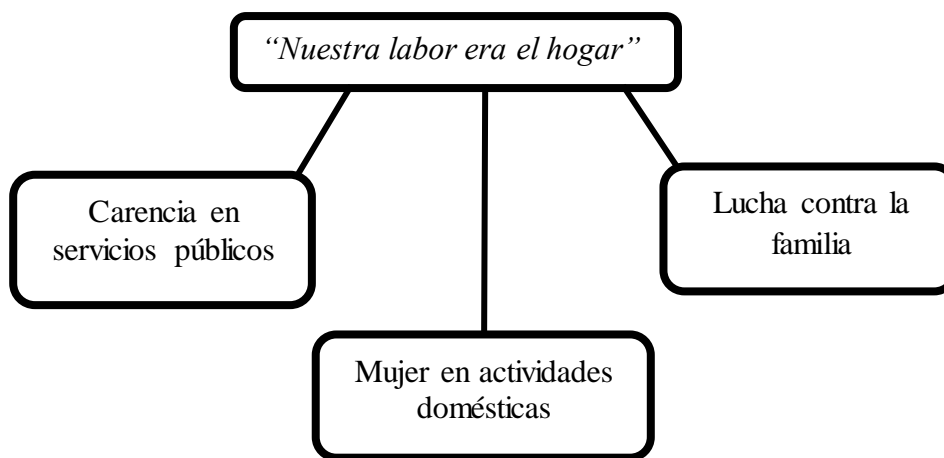 “Nuestra labor era el hogar”
Carencia en
servicios públicos
Lucha contra la
familia
Mujer en actividades
domésticas